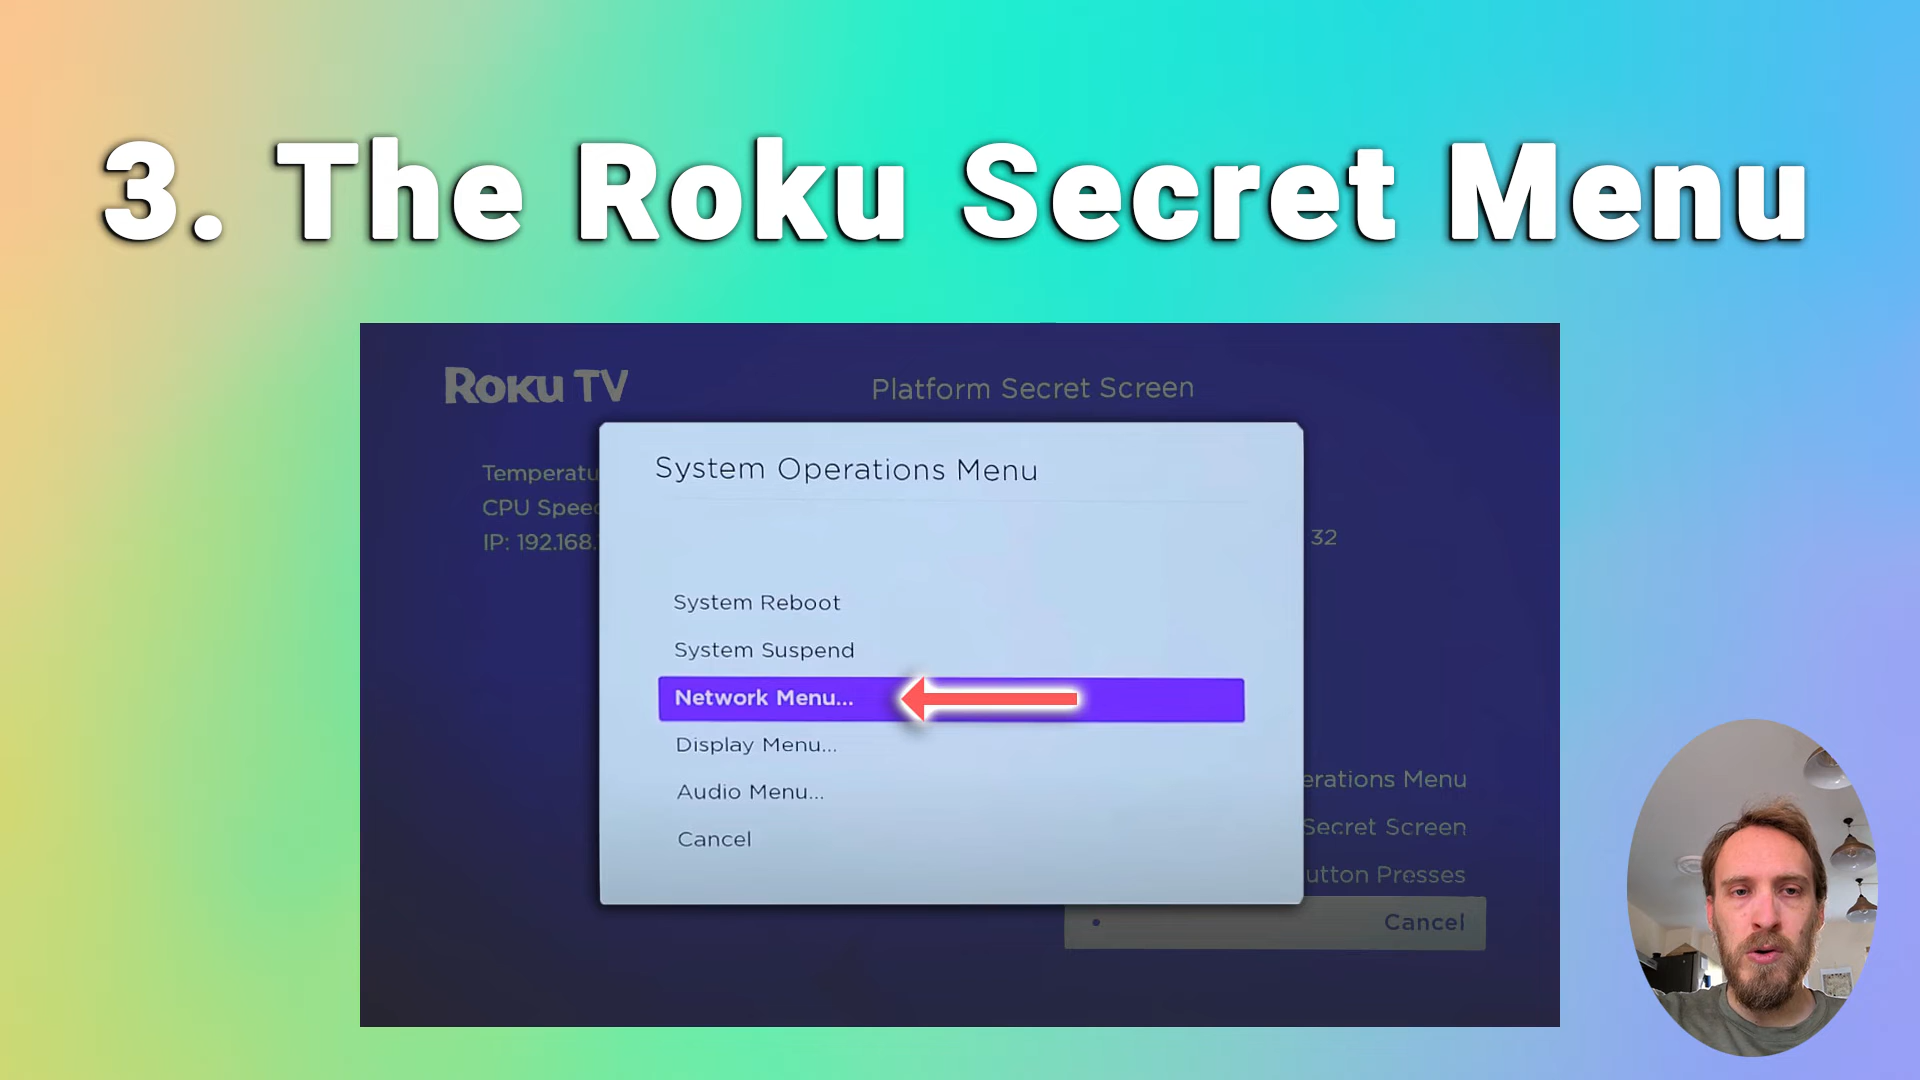 3. The Roku Secret Menu
Roku TV
Platform Secret Screen
System Operations Menu
Temperatu
CPU Speed
IP: 192.168.
32
System Reboot
System Suspend
Network Menu...
Display Menu...
Audio Menu...
Cancel
erations Menu
Secret Screen
utton Presses
Cancel